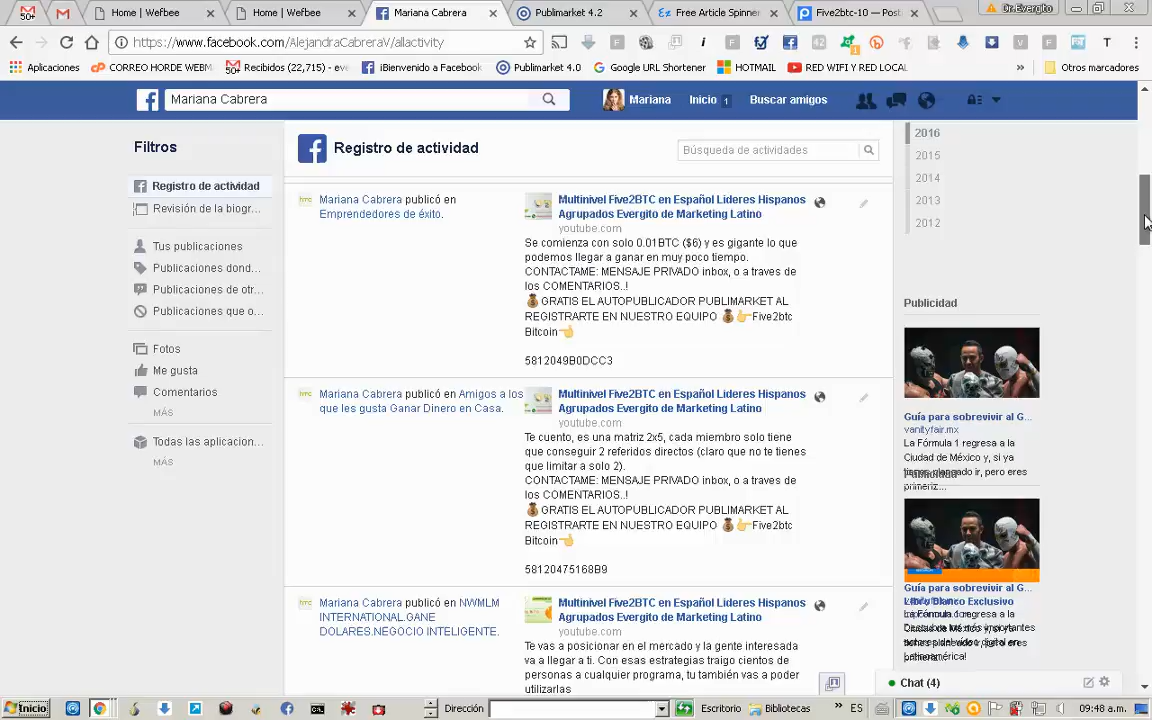 50+
Home | Wefbee
Home | Wefbee
Mariana Cabrera
Publimarket 4.2
Free Article Spinner
Five2btc-10 — Post
Dr. Evergito
https://www.facebook.com/AlejandraCabreraV/allactivity
Aplicaciones
CORREO HORDE WEBM
50+
Recibidos (22,715) - eve
¡Bienvenido a Facebook
Publimarket 4.0
Google URL Shortener
HOTMAIL
RED WIFI Y RED LOCAL
»
Otros marcadores
Mariana Cabrera
Mariana
Inicio 1
Buscar amigos
Filtros
Registro de actividad
Revisión de la biogr...
Tus publicaciones
Publicaciones dond...
Publicaciones de otr...
Publicaciones que o...
Fotos
Me gusta
Comentarios
MÁS
Todas las aplicacion...
MÁS
Registro de actividad
Búsqueda de actividades
Mariana Cabrera publicó en
Emprendedores de éxito.
Multinivel Five2BTC en Español Lideres Hispanos
Agrupados Evergito de Marketing Latino
youtube.com
Se comienza con solo 0.01BTC ($6) y es gigante lo que
podemos llegar a ganar en muy poco tiempo.
CONTACTAME: MENSAJE PRIVADO inbox, o a traves de
los COMENTARIOS..!
💰GRATIS EL AUTOPUBLICADOR PUBLIMARKET AL
REGISTRARTE EN NUESTRO EQUIPO 💰👉Five2btc
Bitcoin👈
5812049B0DCC3
Mariana Cabrera publicó en Amigos a los
que les gusta Ganar Dinero en Casa.
Multinivel Five2BTC en Español Lideres Hispanos
Agrupados Evergito de Marketing Latino
youtube.com
Te cuento, es una matriz 2x5, cada miembro solo tiene
que conseguir 2 referidos directos (claro que no te tienes
que limitar a solo 2).
CONTACTAME: MENSAJE PRIVADO inbox, o a traves de
los COMENTARIOS..!
💰GRATIS EL AUTOPUBLICADOR PUBLIMARKET AL
REGISTRARTE EN NUESTRO EQUIPO 💰👉Five2btc
Bitcoin👈
58120475168B9
Mariana Cabrera publicó en NWMLM
INTERNATIONAL.GANE
DOLARES.NEGOCIO INTELIGENTE.
Multinivel Five2BTC en Español Lideres Hispanos
Agrupados Evergito de Marketing Latino
youtube.com
Te vas a posicionar en el mercado y la gente interesada
va a llegar a ti. Con esas estrategias traigo cientos de
personas a cualquier programa, tu también vas a poder
utilizarlas
2016
2015
2014
2013
2012
Publicidad
Guía para sobrevivir al G...
vanityfair.mx
La Fórmula 1 regresa a la
Ciudad de México y, si ya
tienes planeado ir, pero eres
primeriz...
Guía para sobrevivir al G...
Libro Blanco Exclusivo
Chat (4)
Inicio
Dirección
Escritorio
Bibliotecas
»
ES
09:48 a.m.